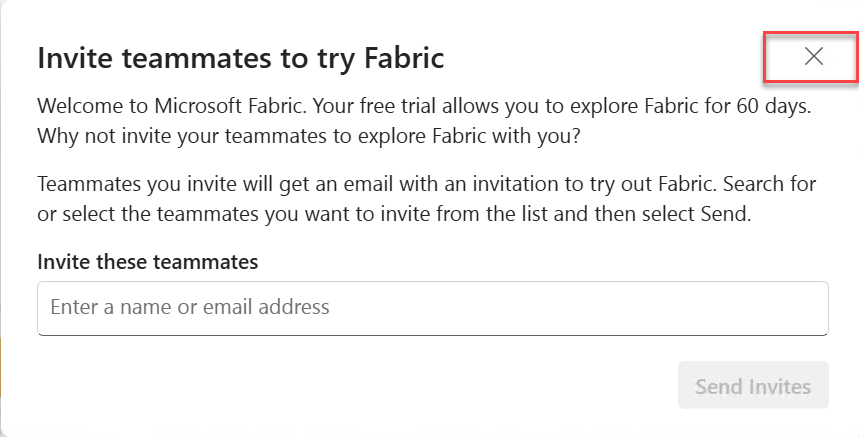 Invite teammates to try Fabric
Welcome to Microsoft Fabric. Your free trial allows you to explore Fabric for 60 days.
Why not invite your teammates to explore Fabric with you?
Teammates you invite will get an email with an invitation to try out Fabric. Search for
or select the teammates you want to invite from the list and then select Send.
Invite these teammates
Enter a name or email address
Send Invites